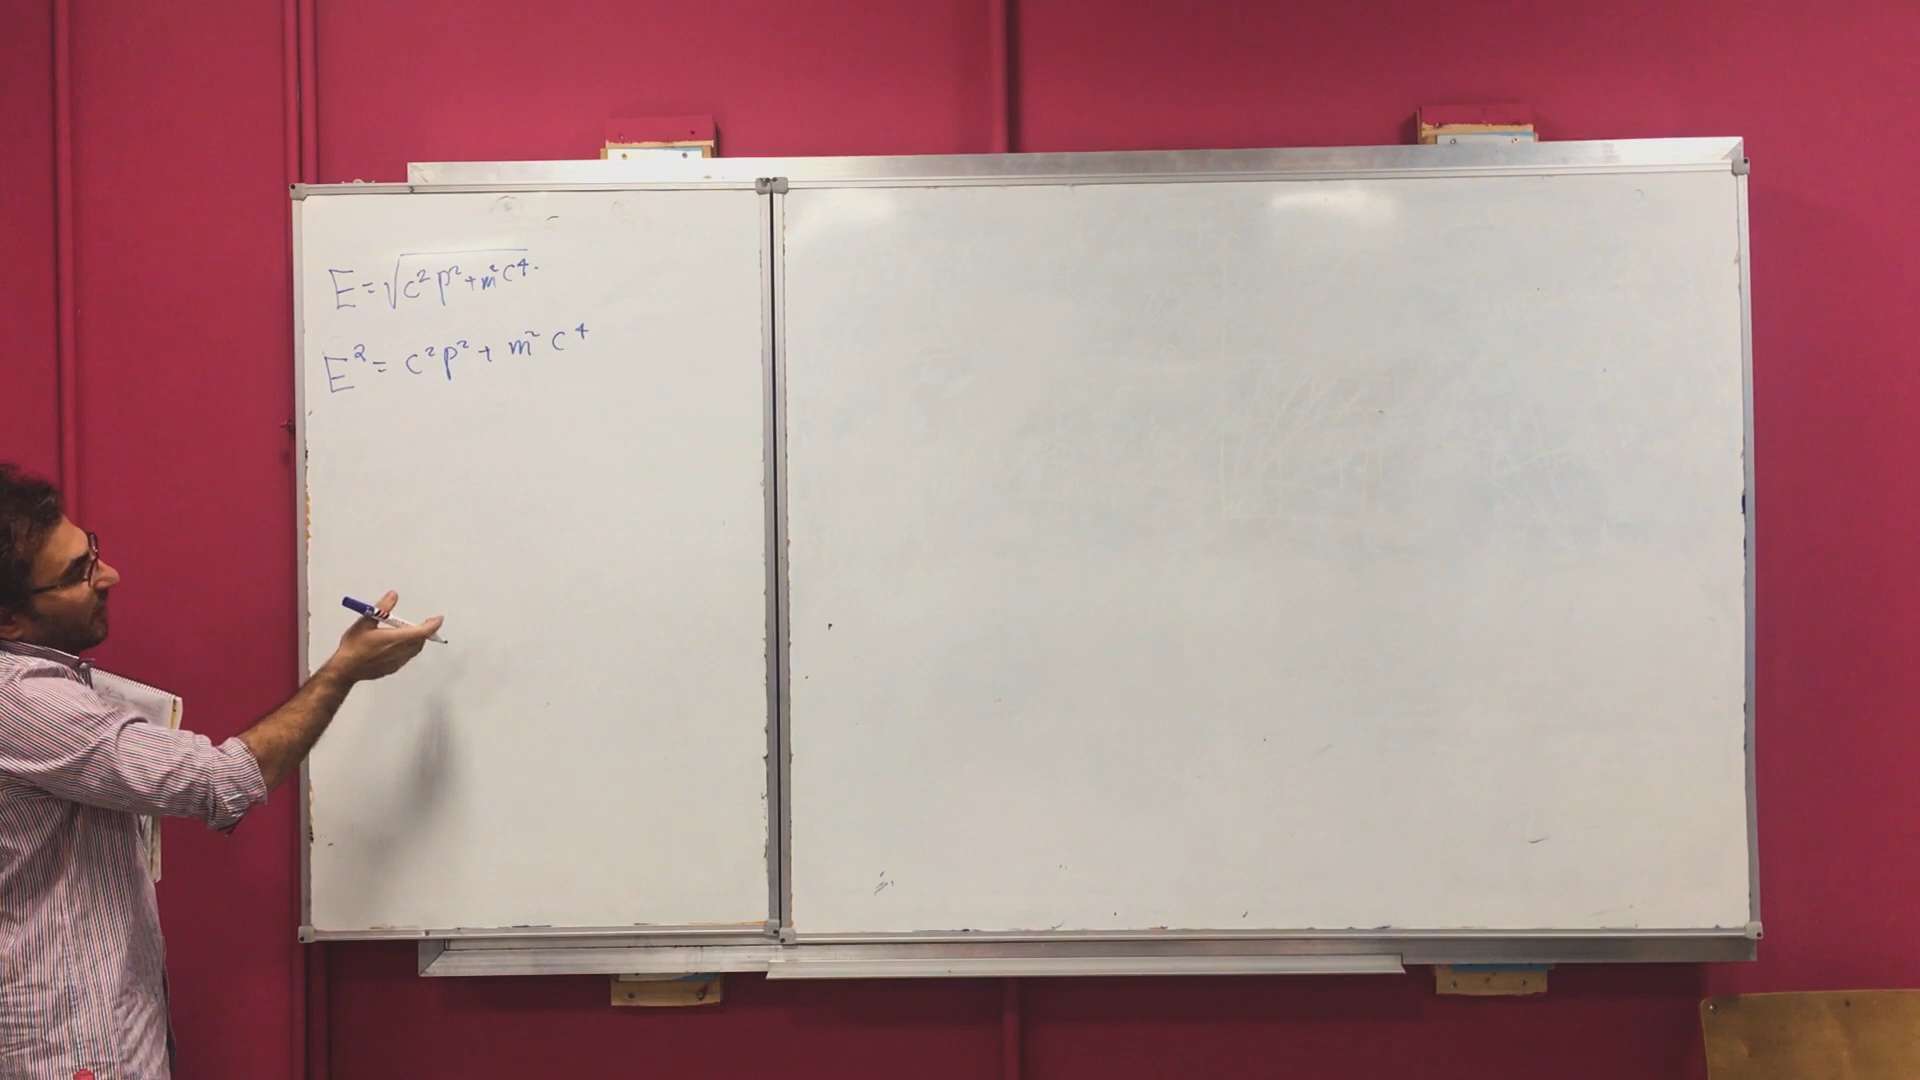 E = √(c²p² + m²c⁴.)
E² = c²p² + m²c⁴